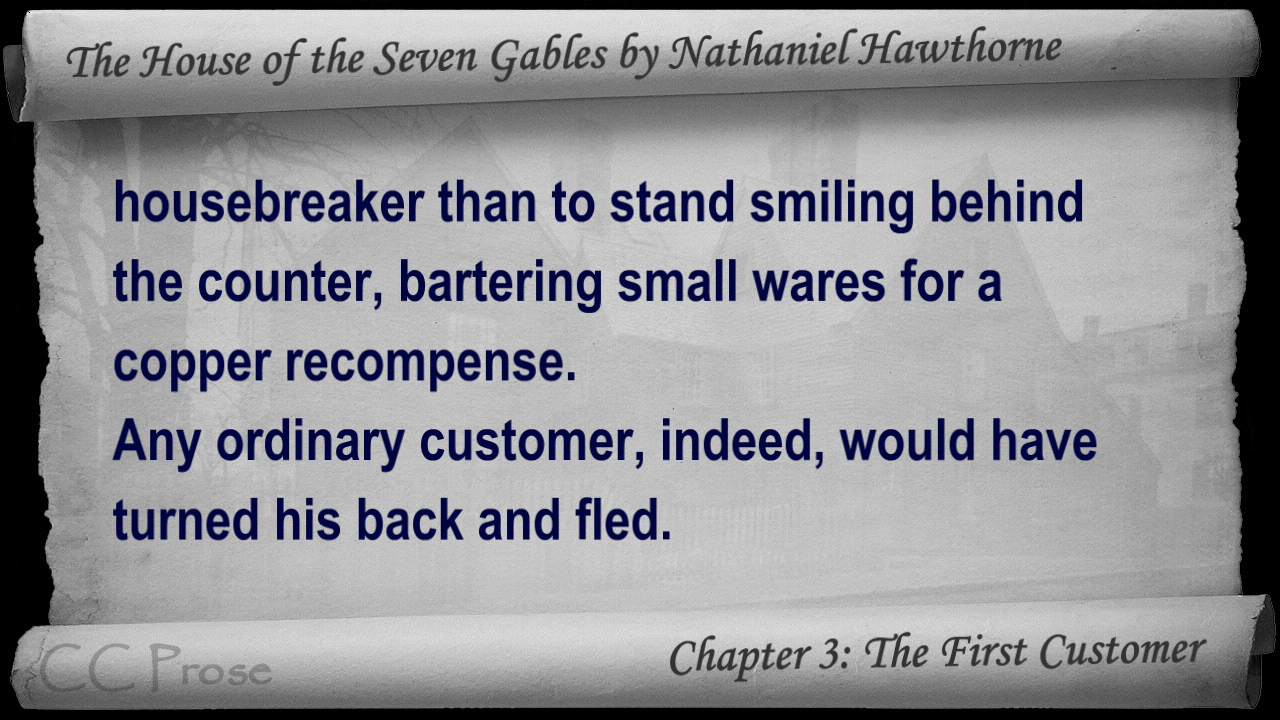 The House of the Seven Gables by Nathaniel Hawthorne
housebreaker than to stand smiling behind
the counter, bartering small wares for a
copper recompense.
Any ordinary customer, indeed, would have
turned his back and fled.
CC Prose
Chapter 3: The First Customer